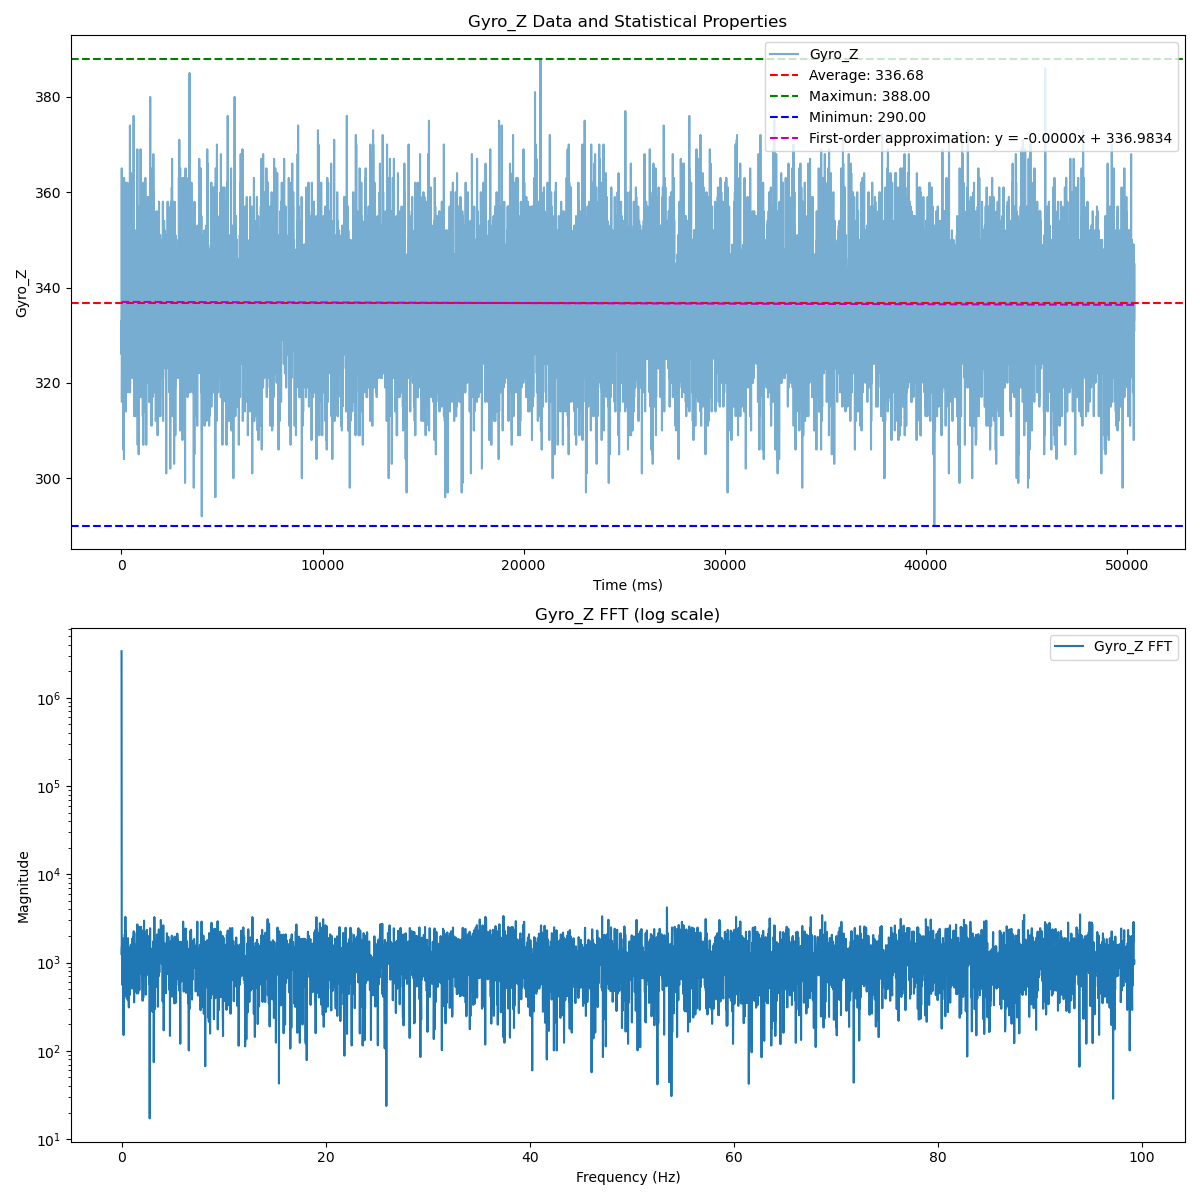 Gyro_Z Data and Statistical Properties
Gyro_Z
Average: 336.68
Maximun: 388.00
Minimun: 290.00
First-order approximation: y = -0.0000x + 336.9834
380
360
340
320
300
Gyro_Z
0 10000 20000 30000 40000 50000
Time (ms)
Gyro_Z FFT (log scale)
Gyro_Z FFT
10^6
10^5
10^4
10^3
10^2
10^1
Magnitude
0 20 40 60 80 100
Frequency (Hz)